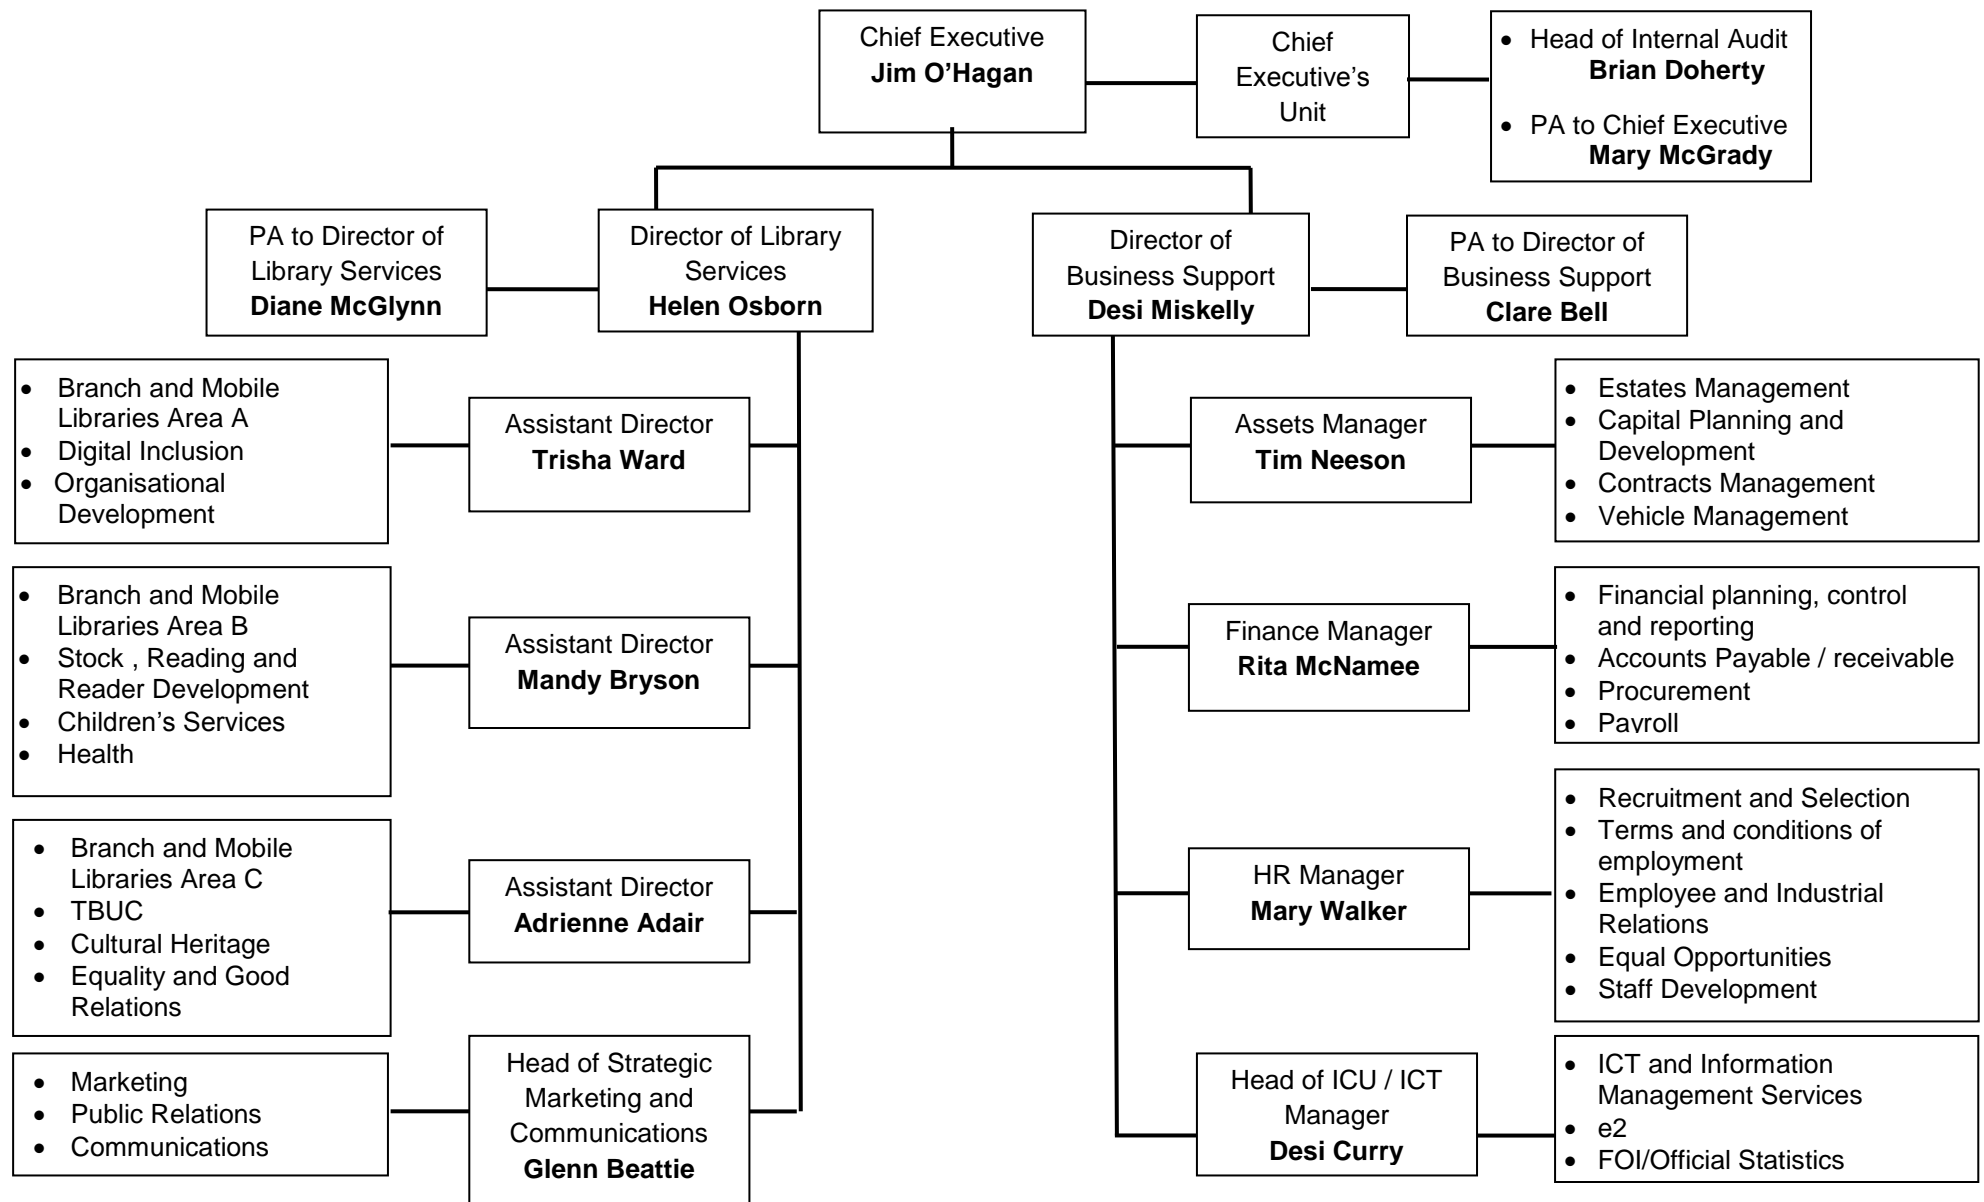 Chief Executive
Jim O’Hagan
Chief
Executive’s
Unit
• Head of Internal Audit
Brian Doherty
• PA to Chief Executive
Mary McGrady
PA to Director of
Library Services
Diane McGlynn
Director of Library
Services
Helen Osborn
Director of
Business Support
Desi Miskelly
PA to Director of
Business Support
Clare Bell
• Branch and Mobile
Libraries Area A
• Digital Inclusion
• Organisational
Development
Assistant Director
Trisha Ward
Assets Manager
Tim Neeson
• Estates Management
• Capital Planning and
Development
• Contracts Management
• Vehicle Management
• Branch and Mobile
Libraries Area B
• Stock , Reading and
Reader Development
• Children’s Services
• Health
Assistant Director
Mandy Bryson
Finance Manager
Rita McNamee
• Financial planning, control
and reporting
• Accounts Payable / receivable
• Procurement
• Payroll
• Branch and Mobile
Libraries Area C
• TBUC
• Cultural Heritage
• Equality and Good
Relations
Assistant Director
Adrienne Adair
HR Manager
Mary Walker
• Recruitment and Selection
• Terms and conditions of
employment
• Employee and Industrial
Relations
• Equal Opportunities
• Staff Development
• Marketing
• Public Relations
• Communications
Head of Strategic
Marketing and
Communications
Glenn Beattie
Head of ICU / ICT
Manager
Desi Curry
• ICT and Information
Management Services
• e2
• FOI/Official Statistics